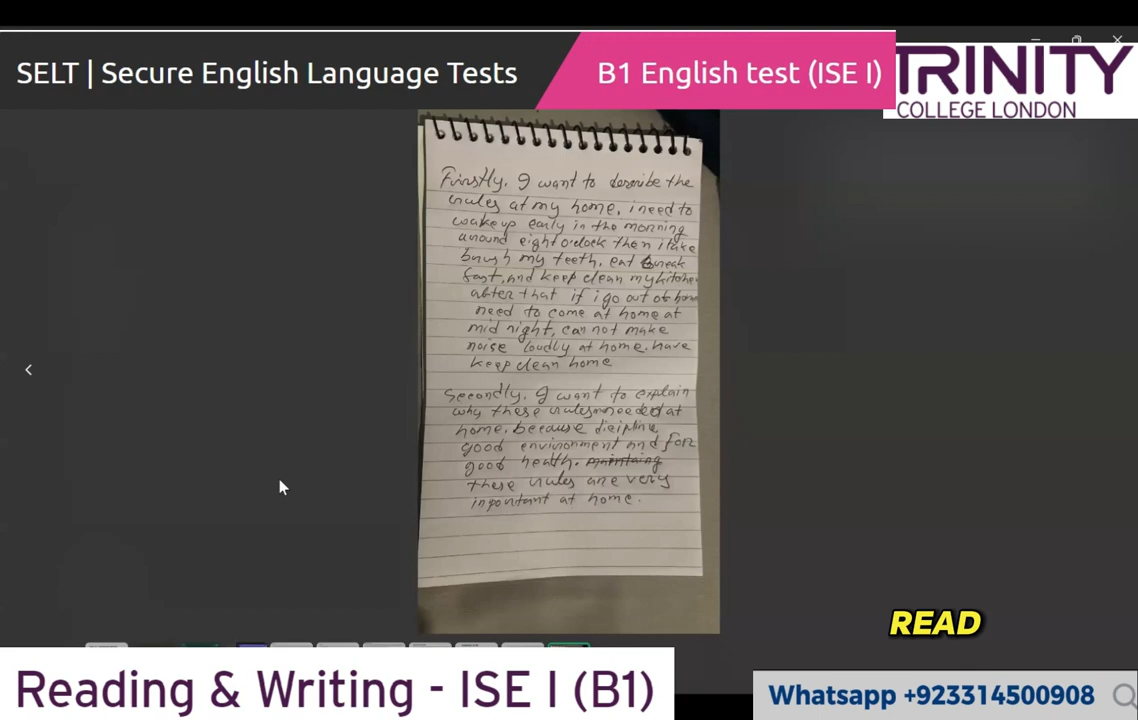 SELT | Secure English Language Tests
B1 English test (ISE I)
TRINITY
COLLEGE LONDON
Firstly, I want to describe the
rules at my home, i need to
wake up early in the morning
around eight o'clock then i take
brush my teeth, eat break
fast, and keep clean my kitchen
after that if i go out of home
need to come at home at
mid night, can not make
noise loudly at home. have
keep clean home
Secondly, I want to explain
why these rules needed at
home, because dicipline,
good environment and for
good health. maintaing
these rules are very
inportant at home.
READ
Reading & Writing - ISE I (B1)
Whatsapp +923314500908